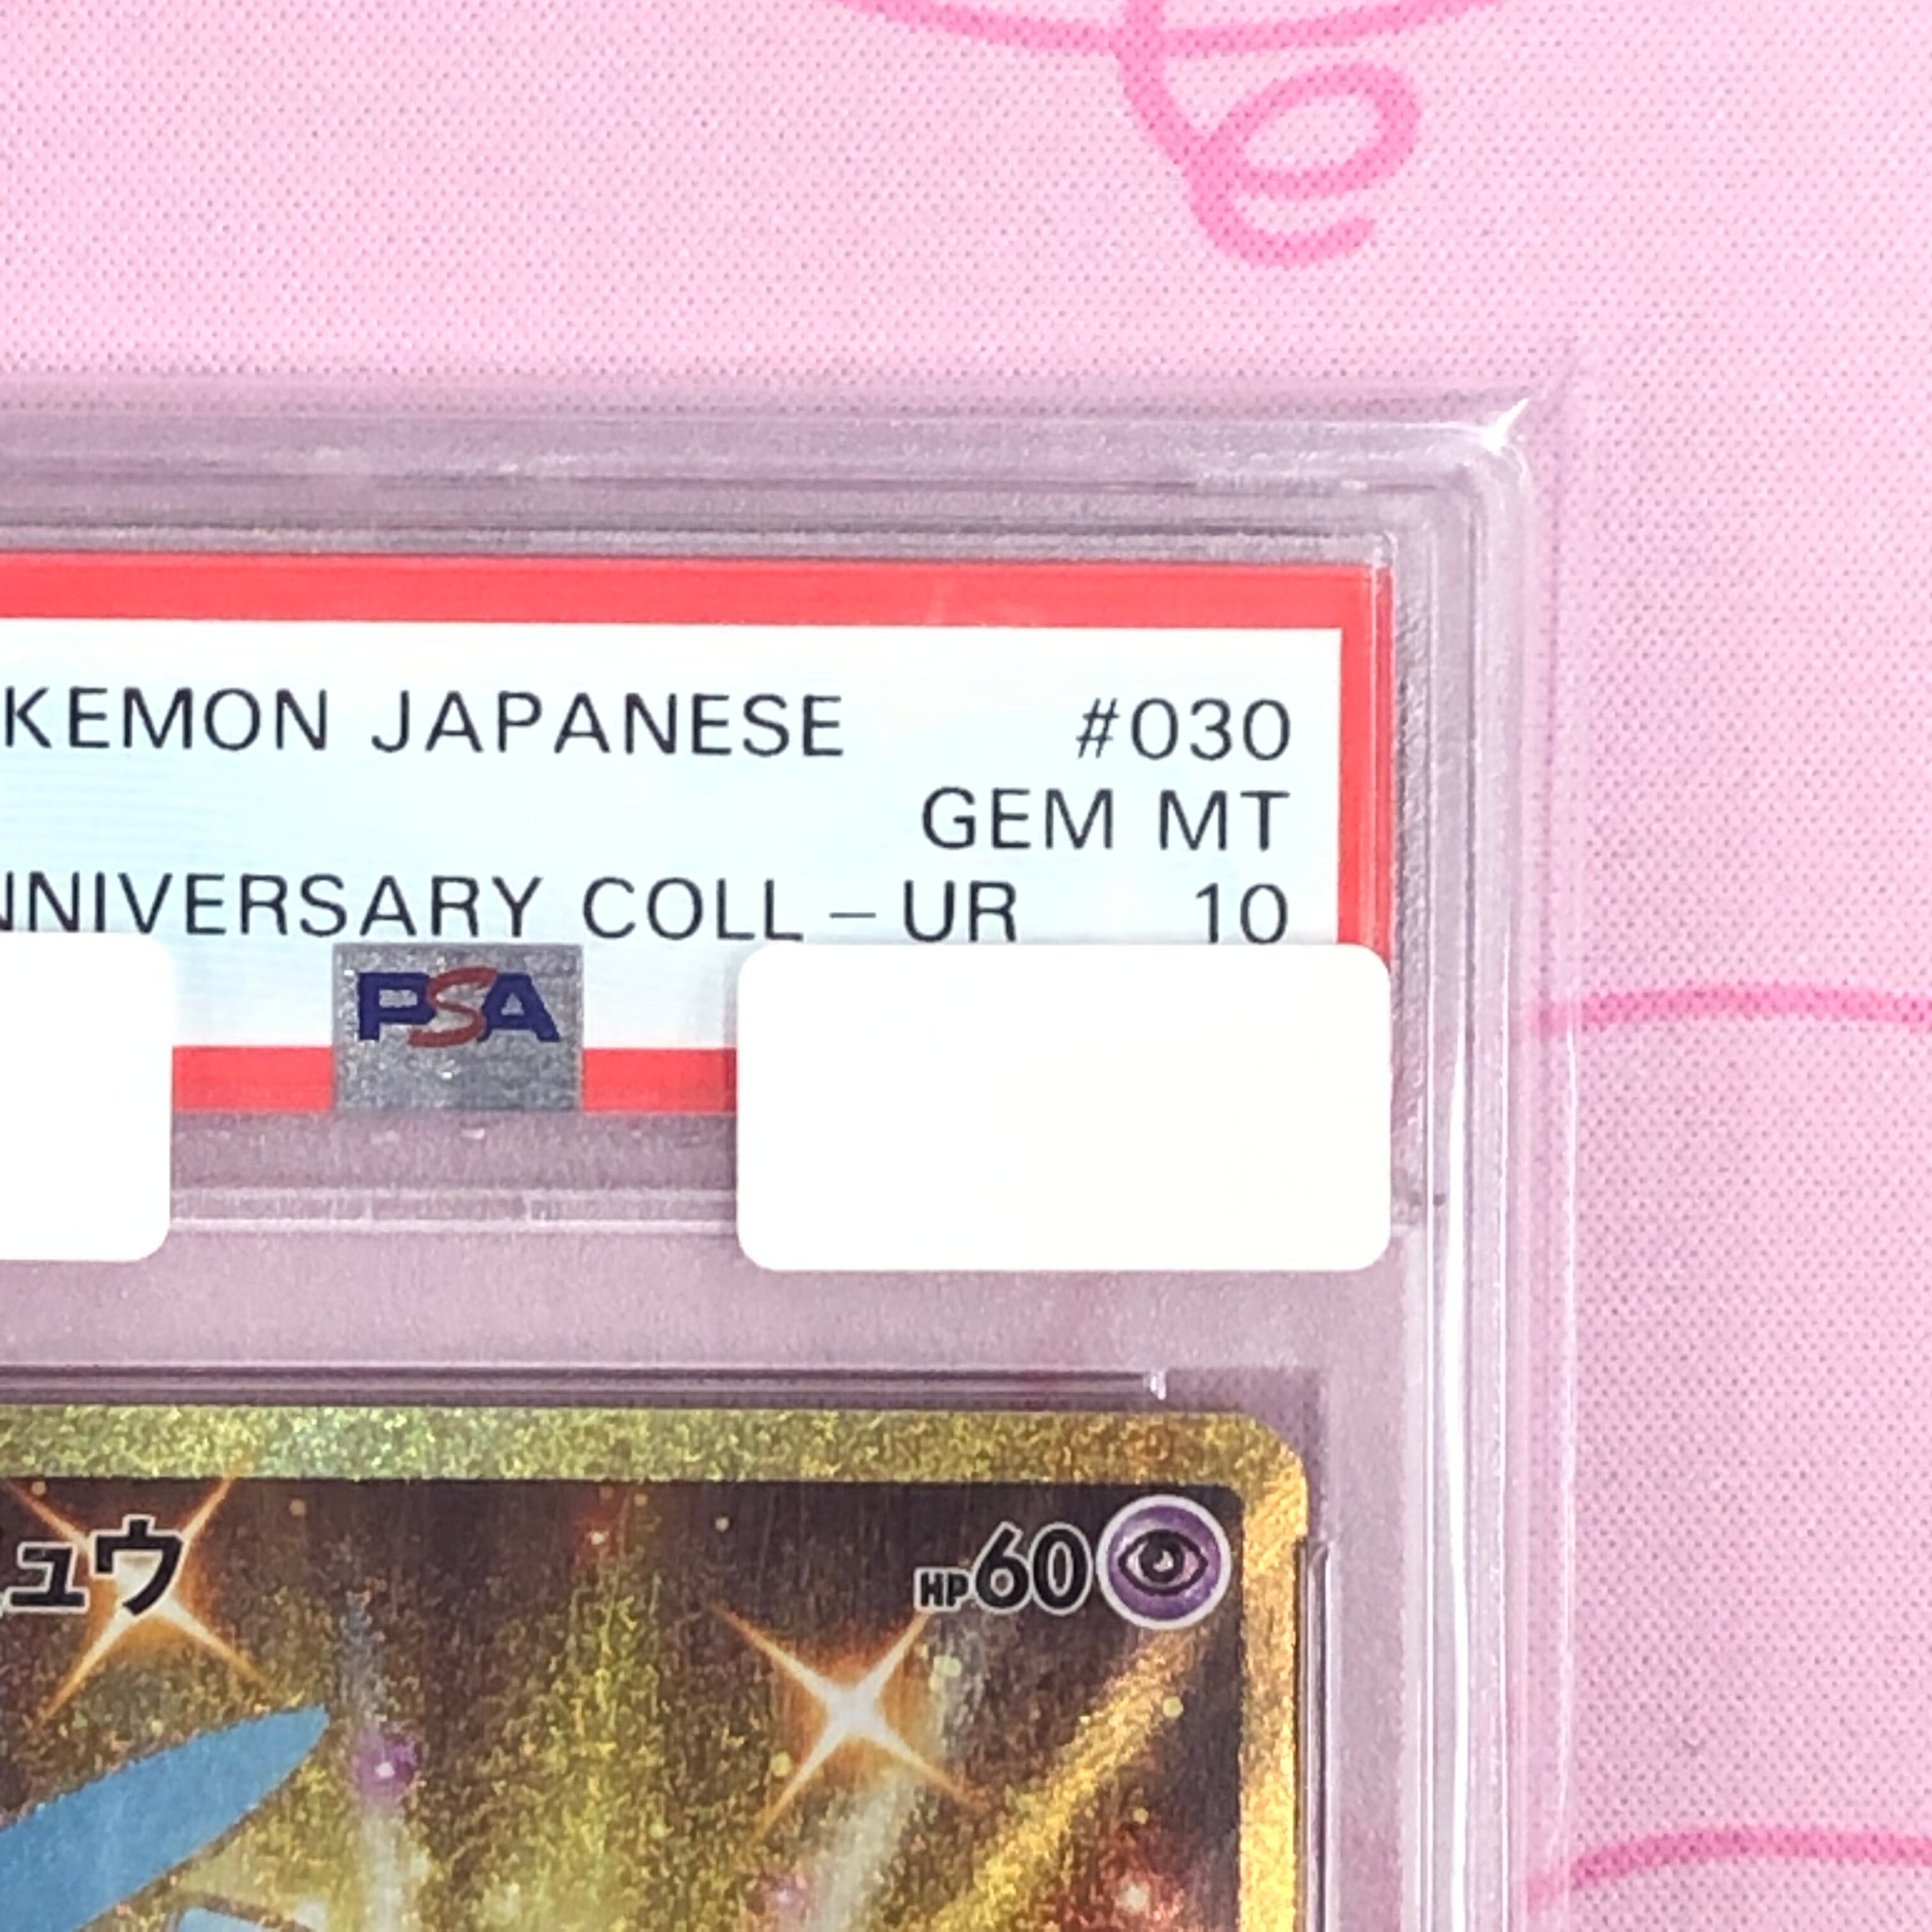 KEMON JAPANESE #030
GEM MT
NNIVERSARY COLL – UR 10
PSA
ュウ HP60